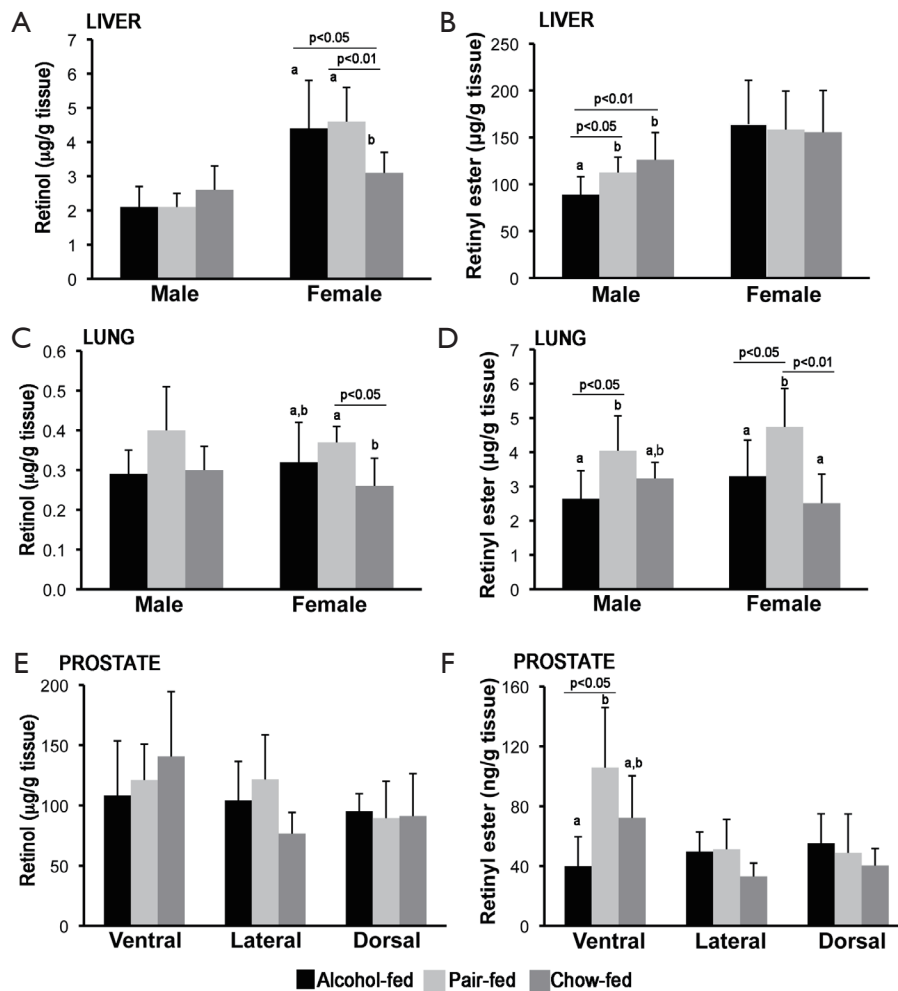 A LIVER
Retinol (µg/g tissue)
7
6
5
4
3
2
1
0
p<0.05
p<0.01
a
a
b
Male
Female
B LIVER
Retinyl ester (µg/g tissue)
250
200
150
100
50
0
p<0.01
p<0.05
a
b
b
Male
Female
C LUNG
Retinol (µg/g tissue)
0.6
0.5
0.4
0.3
0.2
0.1
0.0
p<0.05
a,b
a
b
Male
Female
D LUNG
Retinyl ester (µg/g tissue)
7
6
5
4
3
2
1
0
p<0.05
a
b
a,b
p<0.05
p<0.01
a
b
a
Male
Female
E PROSTATE
Retinol (µg/g tissue)
200
150
100
50
0
Ventral
Lateral
Dorsal
F PROSTATE
Retinyl ester (ng/g tissue)
160
120
80
40
0
p<0.05
a
b
a,b
Ventral
Lateral
Dorsal
Alcohol-fed Pair-fed Chow-fed